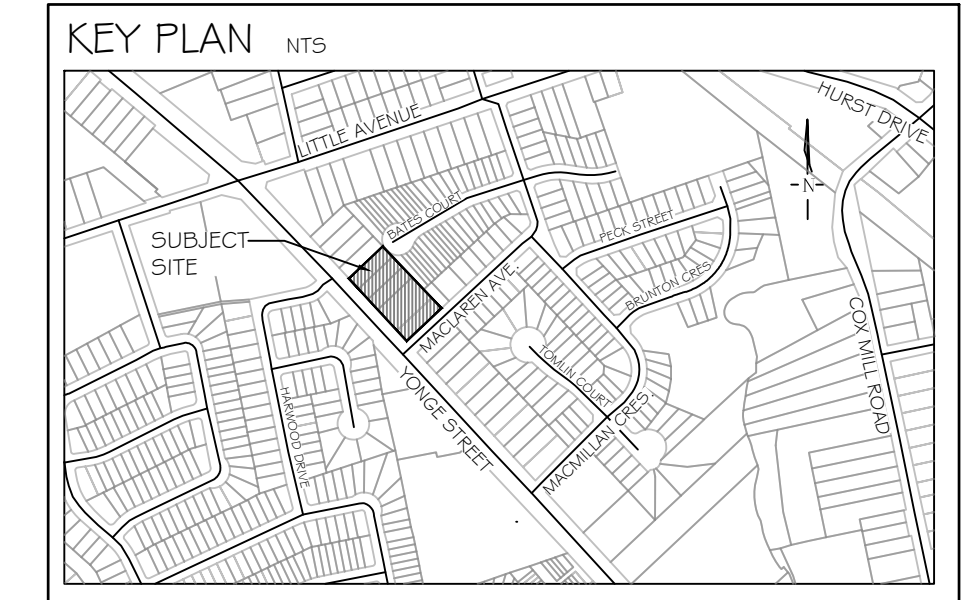 KEY PLAN NTS
HURST DRIVE
LITTLE AVENUE
N
BATES COURT
PECK STREET
SUBJECT
SITE
BRUNTON CRES
MACLAREN AVE.
COX MILL ROAD
TOMLIN COURT
YONGE STREET
HARWOOD DRIVE
MACMILLAN CRES.